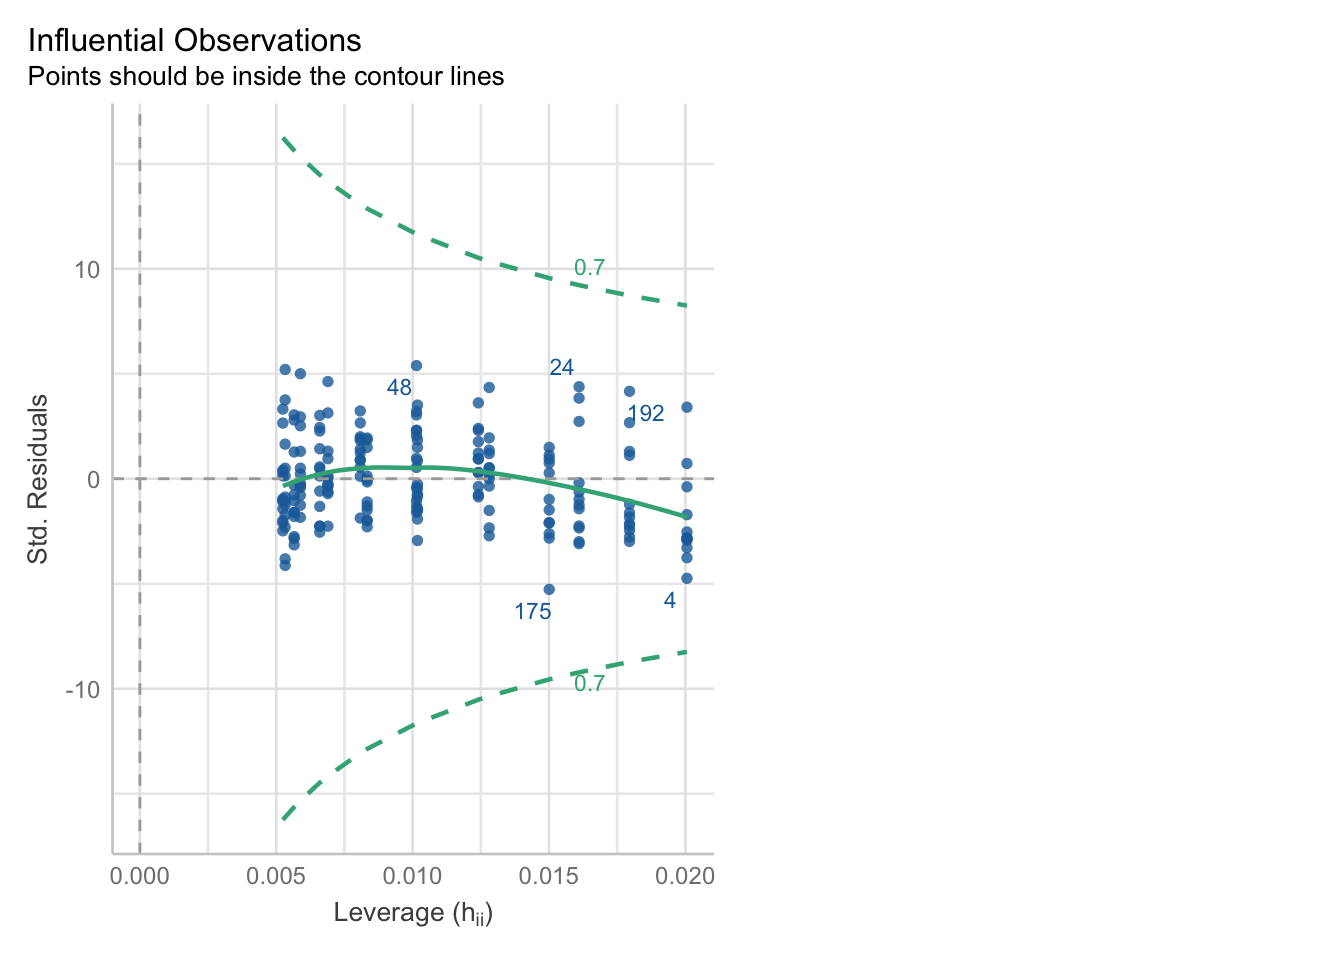 Influential Observations
Points should be inside the contour lines
0.7
10
24
48
192
0
175
4
0.7
-10
Std. Residuals
0.000 0.005 0.010 0.015 0.020
Leverage (hii)